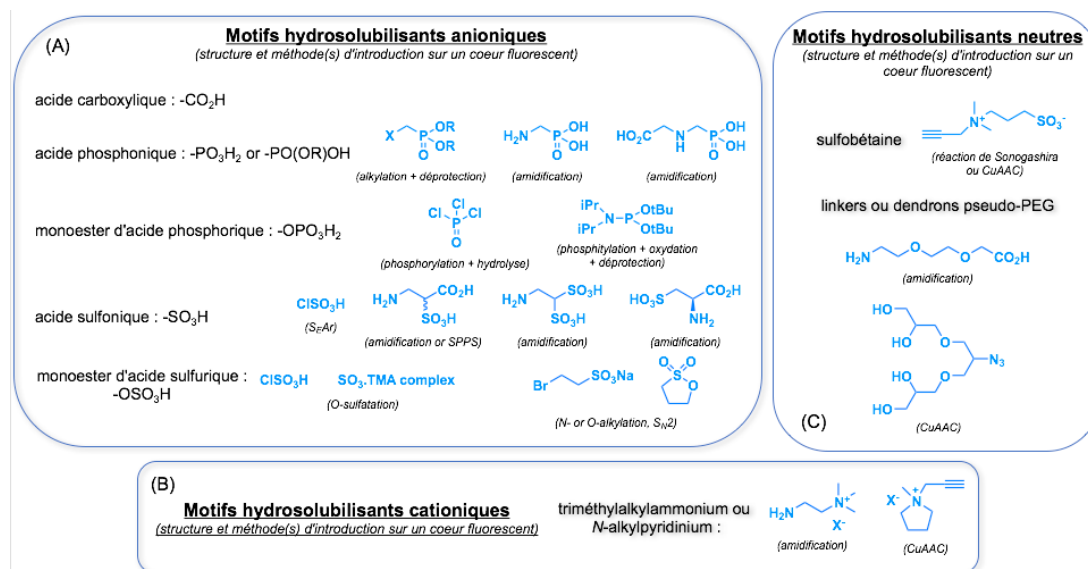 (A)
Motifs hydrosolubilisants anioniques
(structure et méthode(s) d'introduction sur un coeur fluorescent)
acide carboxylique : -CO2H
acide phosphonique : -PO3H2 or -PO(OR)OH
X
P
OR
OR
O
(alkylation + déprotection)
H2N
P
OH
OH
O
(amidification)
HO2C
N
H
P
OH
OH
O
(amidification)
monoester d'acide phosphorique : -OPO3H2
Cl
Cl
P
Cl
O
(phosphorylation + hydrolyse)
iPr
N
iPr
P
OtBu
OtBu
(phosphitylation + oxydation
+ déprotection)
acide sulfonique : -SO3H
ClSO3H
(SEAr)
H2N
CO2H
SO3H
(amidification or SPPS)
H2N
SO3H
SO3H
(amidification)
HO3S
CO2H
NH2
(amidification)
monoester d'acide sulfurique :
-OSO3H
ClSO3H
SO3.TMA complex
(O-sulfatation)
Br
SO3Na
O
O
S
O
(N- or O-alkylation, SN2)
(B)
Motifs hydrosolubilisants cationiques
(structure et méthode(s) d'introduction sur un coeur fluorescent)
triméthylalkylammonium ou
N-alkylpyridinium :
H2N
N+
X-
(amidification)
X-
N+
(CuAAC)
Motifs hydrosolubilisants neutres
(structure et méthode(s) d'introduction sur un
coeur fluorescent)
sulfobétaine
N+
SO3-
(réaction de Sonogashira
ou CuAAC)
linkers ou dendrons pseudo-PEG
H2N
O
O
CO2H
(amidification)
HO
HO
O
N3
HO
O
HO
(CuAAC)
(C)